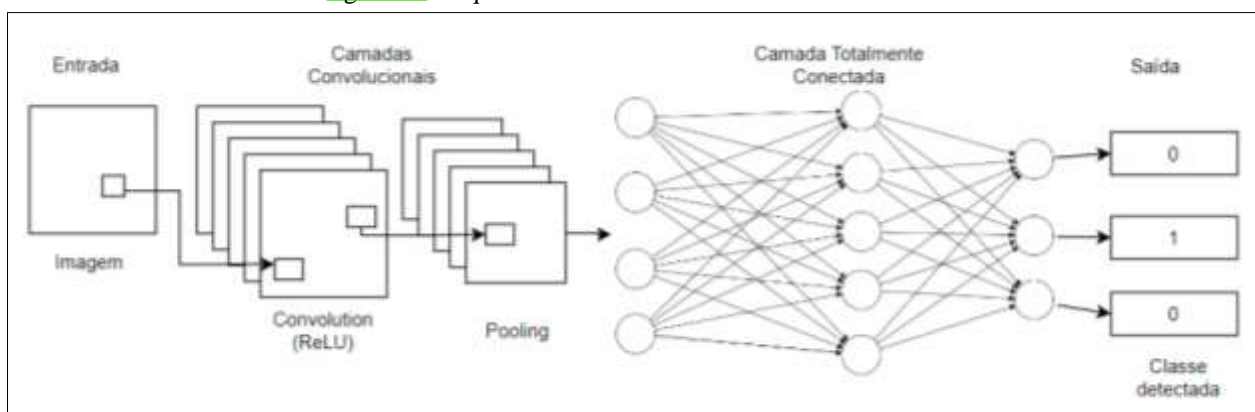 Entrada
Camadas
Convolucionais
Camada Totalmente
Conectada
Saída
Imagem
Convolution
(ReLU)
Pooling
0
1
0
Classe
detectada